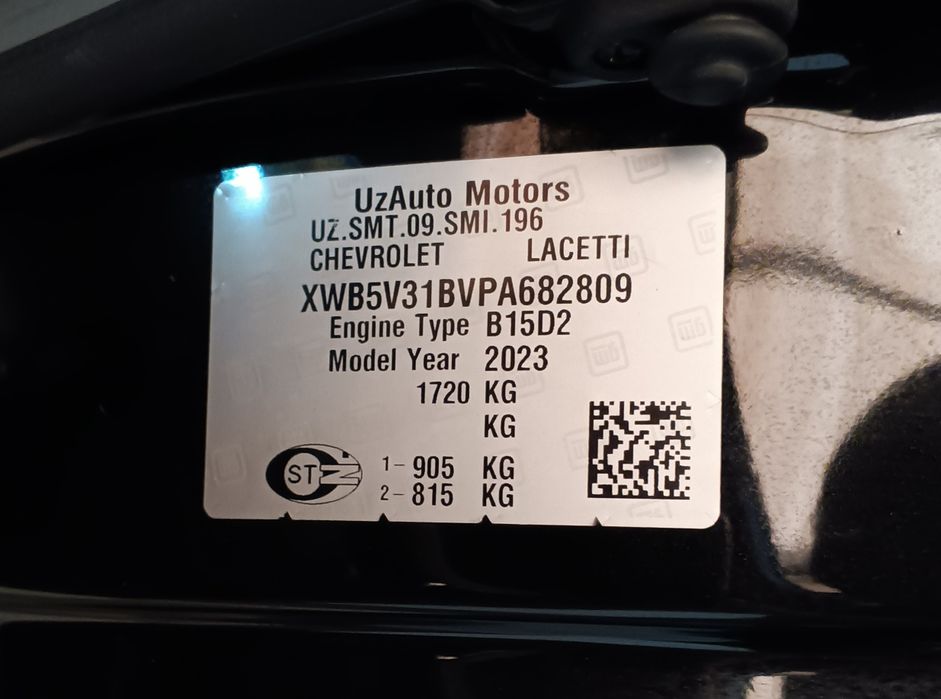 UzAuto Motors
UZ.SMT.09.SMI.196
CHEVROLET LACETTI
XWB5V31BVPA682809
Engine Type B15D2
Model Year 2023
1720 KG
KG
1- 905 KG
2- 815 KG
ST